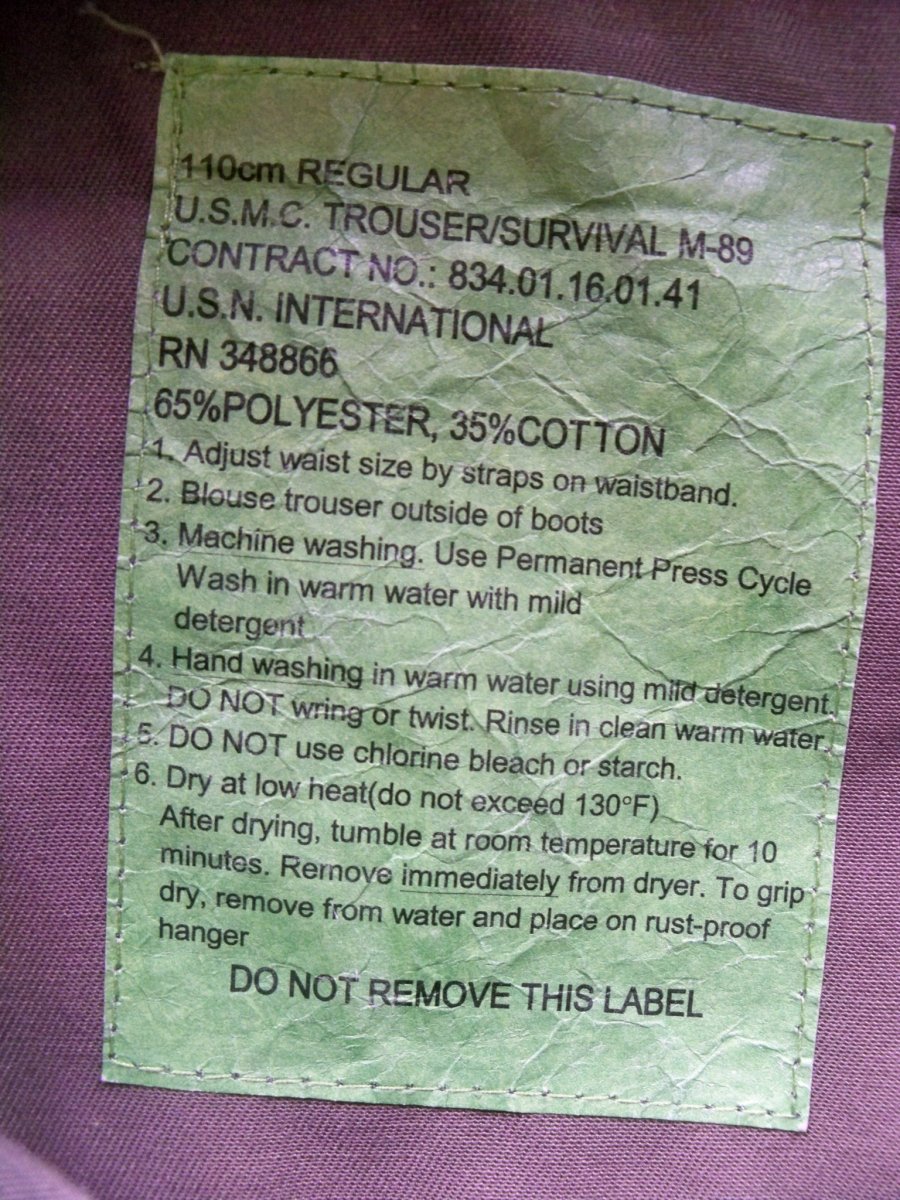 110cm REGULAR
U.S.M.C. TROUSER/SURVIVAL M-89
CONTRACT NO.: 834.01.16.01.41
U.S.N. INTERNATIONAL
RN 348866
65%POLYESTER, 35%COTTON
1. Adjust waist size by straps on waistband.
2. Blouse trouser outside of boots
3. Machine washing. Use Permanent Press Cycle
Wash in warm water with mild
detergent
4. Hand washing in warm water using mild detergent.
DO NOT wring or twist. Rinse in clean warm water.
5. DO NOT use chlorine bleach or starch.
6. Dry at low heat(do not exceed 130°F)
After drying, tumble at room temperature for 10
minutes. Remove immediately from dryer. To grip
dry, remove from water and place on rust-proof
hanger
DO NOT REMOVE THIS LABEL